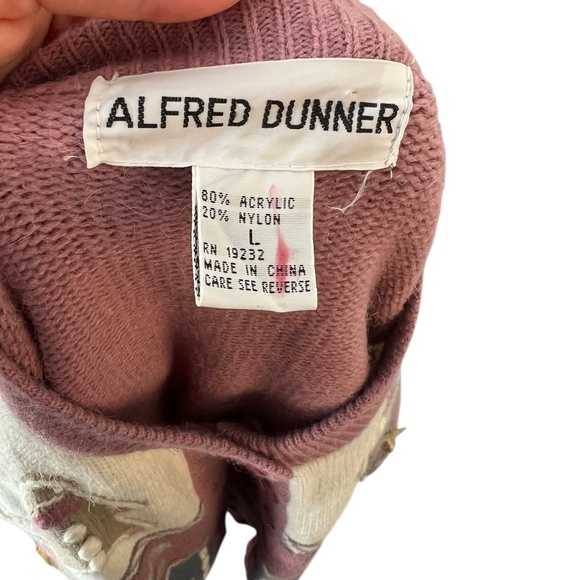 ALFRED DUNNER
80% ACRYLIC
20% NYLON
L
RN 19232
MADE IN CHINA
CARE SEE REVERSE